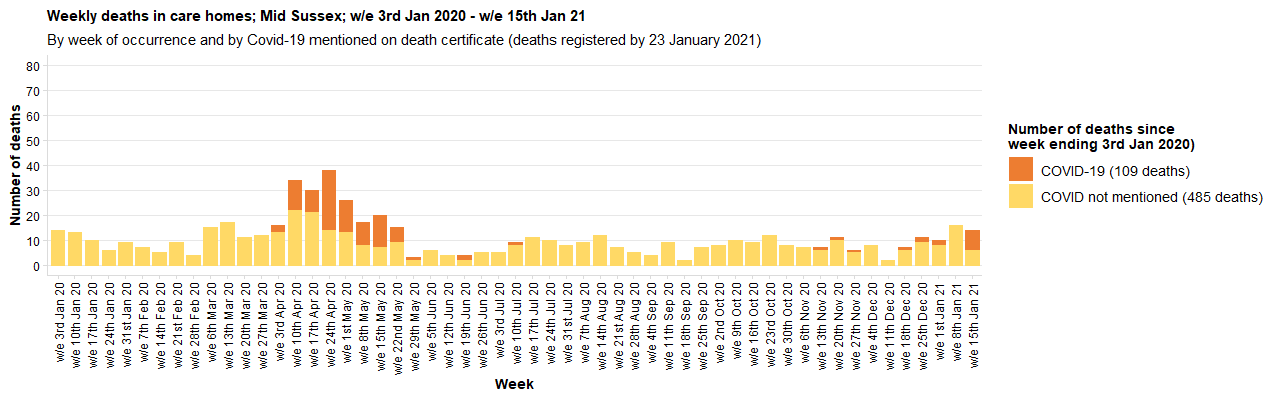 Weekly deaths in care homes; Mid Sussex; w/e 3rd Jan 2020 - w/e 15th Jan 21
By week of occurrence and by Covid-19 mentioned on death certificate (deaths registered by 23 January 2021)
80
70
60
50
40
30
20
10
0
Number of deaths
w/e 3rd Jan 20
w/e 10th Jan 20
w/e 17th Jan 20
w/e 24th Jan 20
w/e 31st Jan 20
w/e 7th Feb 20
w/e 14th Feb 20
w/e 21st Feb 20
w/e 28th Feb 20
w/e 6th Mar 20
w/e 13th Mar 20
w/e 20th Mar 20
w/e 27th Mar 20
w/e 3rd Apr 20
w/e 10th Apr 20
w/e 17th Apr 20
w/e 24th Apr 20
w/e 1st May 20
w/e 8th May 20
w/e 15th May 20
w/e 22nd May 20
w/e 29th May 20
w/e 5th Jun 20
w/e 12th Jun 20
w/e 19th Jun 20
w/e 26th Jun 20
w/e 3rd Jul 20
w/e 10th Jul 20
w/e 17th Jul 20
w/e 24th Jul 20
w/e 31st Jul 20
w/e 7th Aug 20
w/e 14th Aug 20
w/e 21st Aug 20
w/e 28th Aug 20
w/e 4th Sep 20
w/e 11th Sep 20
w/e 18th Sep 20
w/e 25th Sep 20
w/e 2nd Oct 20
w/e 9th Oct 20
w/e 16th Oct 20
w/e 23rd Oct 20
w/e 30th Oct 20
w/e 6th Nov 20
w/e 13th Nov 20
w/e 20th Nov 20
w/e 27th Nov 20
w/e 4th Dec 20
w/e 11th Dec 20
w/e 18th Dec 20
w/e 25th Dec 20
w/e 1st Jan 21
w/e 8th Jan 21
w/e 15th Jan 21
Week
Number of deaths since
week ending 3rd Jan 2020)
COVID-19 (109 deaths)
COVID not mentioned (485 deaths)